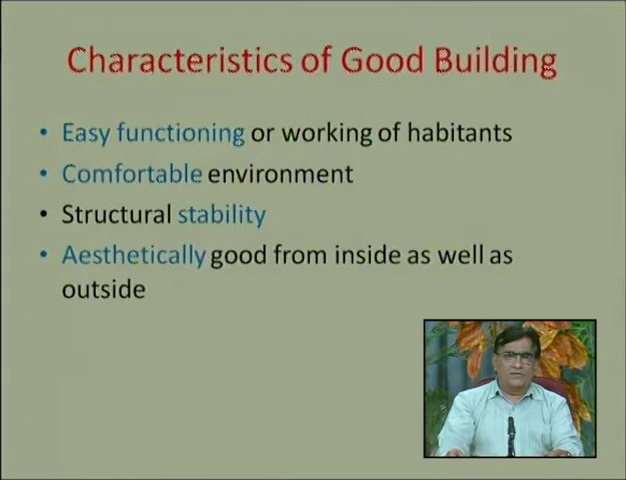 Characteristics of Good Building
• Easy functioning or working of habitants
• Comfortable environment
• Structural stability
• Aesthetically good from inside as well as
outside